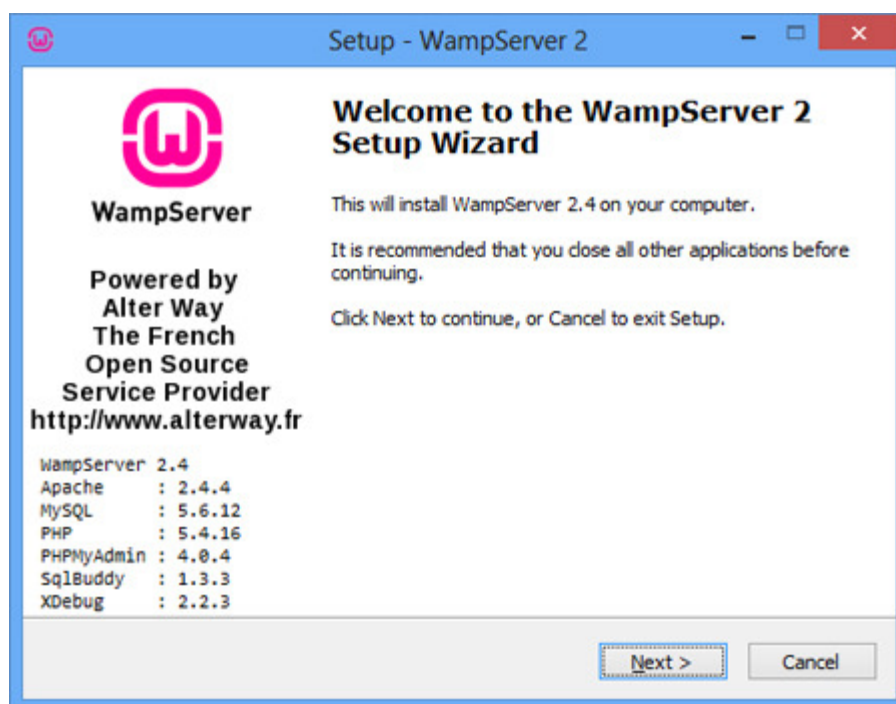 Setup - WampServer 2
WampServer
Powered by
Alter Way
The French
Open Source
Service Provider
http://www.alterway.fr
WampServer 2.4
Apache : 2.4.4
MySQL : 5.6.12
PHP : 5.4.16
PHPMyAdmin : 4.0.4
SqlBuddy : 1.3.3
XDebug : 2.2.3
Welcome to the WampServer 2
Setup Wizard
This will install WampServer 2.4 on your computer.
It is recommended that you close all other applications before
continuing.
Click Next to continue, or Cancel to exit Setup.
Next >
Cancel